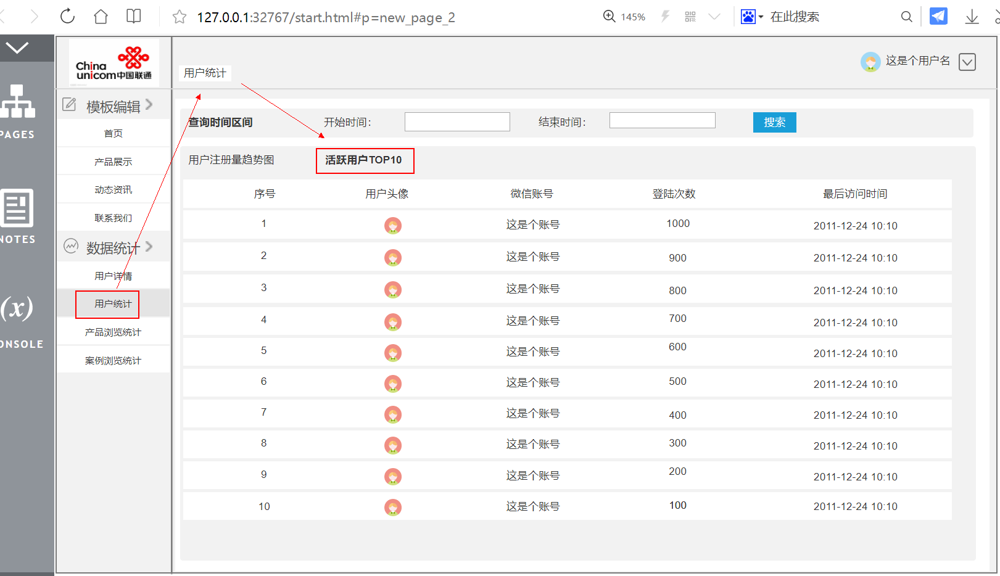 127.0.0.1:32767/start.html#p=new_page_2
145%
在此搜索
China
unicom中国联通
用户统计
这是个用户名
PAGES
NOTES
(x)
ONSOLE
模板编辑
首页
产品展示
动态资讯
联系我们
数据统计
用户详情
用户统计
产品浏览统计
案例浏览统计
查询时间区间 开始时间： 结束时间： 搜索
用户注册量趋势图 活跃用户TOP10
序号 用户头像 微信账号 登陆次数 最后访问时间
1 这是个账号 1000 2011-12-24 10:10
2 这是个账号 900 2011-12-24 10:10
3 这是个账号 800 2011-12-24 10:10
4 这是个账号 700 2011-12-24 10:10
5 这是个账号 600 2011-12-24 10:10
6 这是个账号 500 2011-12-24 10:10
7 这是个账号 400 2011-12-24 10:10
8 这是个账号 300 2011-12-24 10:10
9 这是个账号 200 2011-12-24 10:10
10 这是个账号 100 2011-12-24 10:10